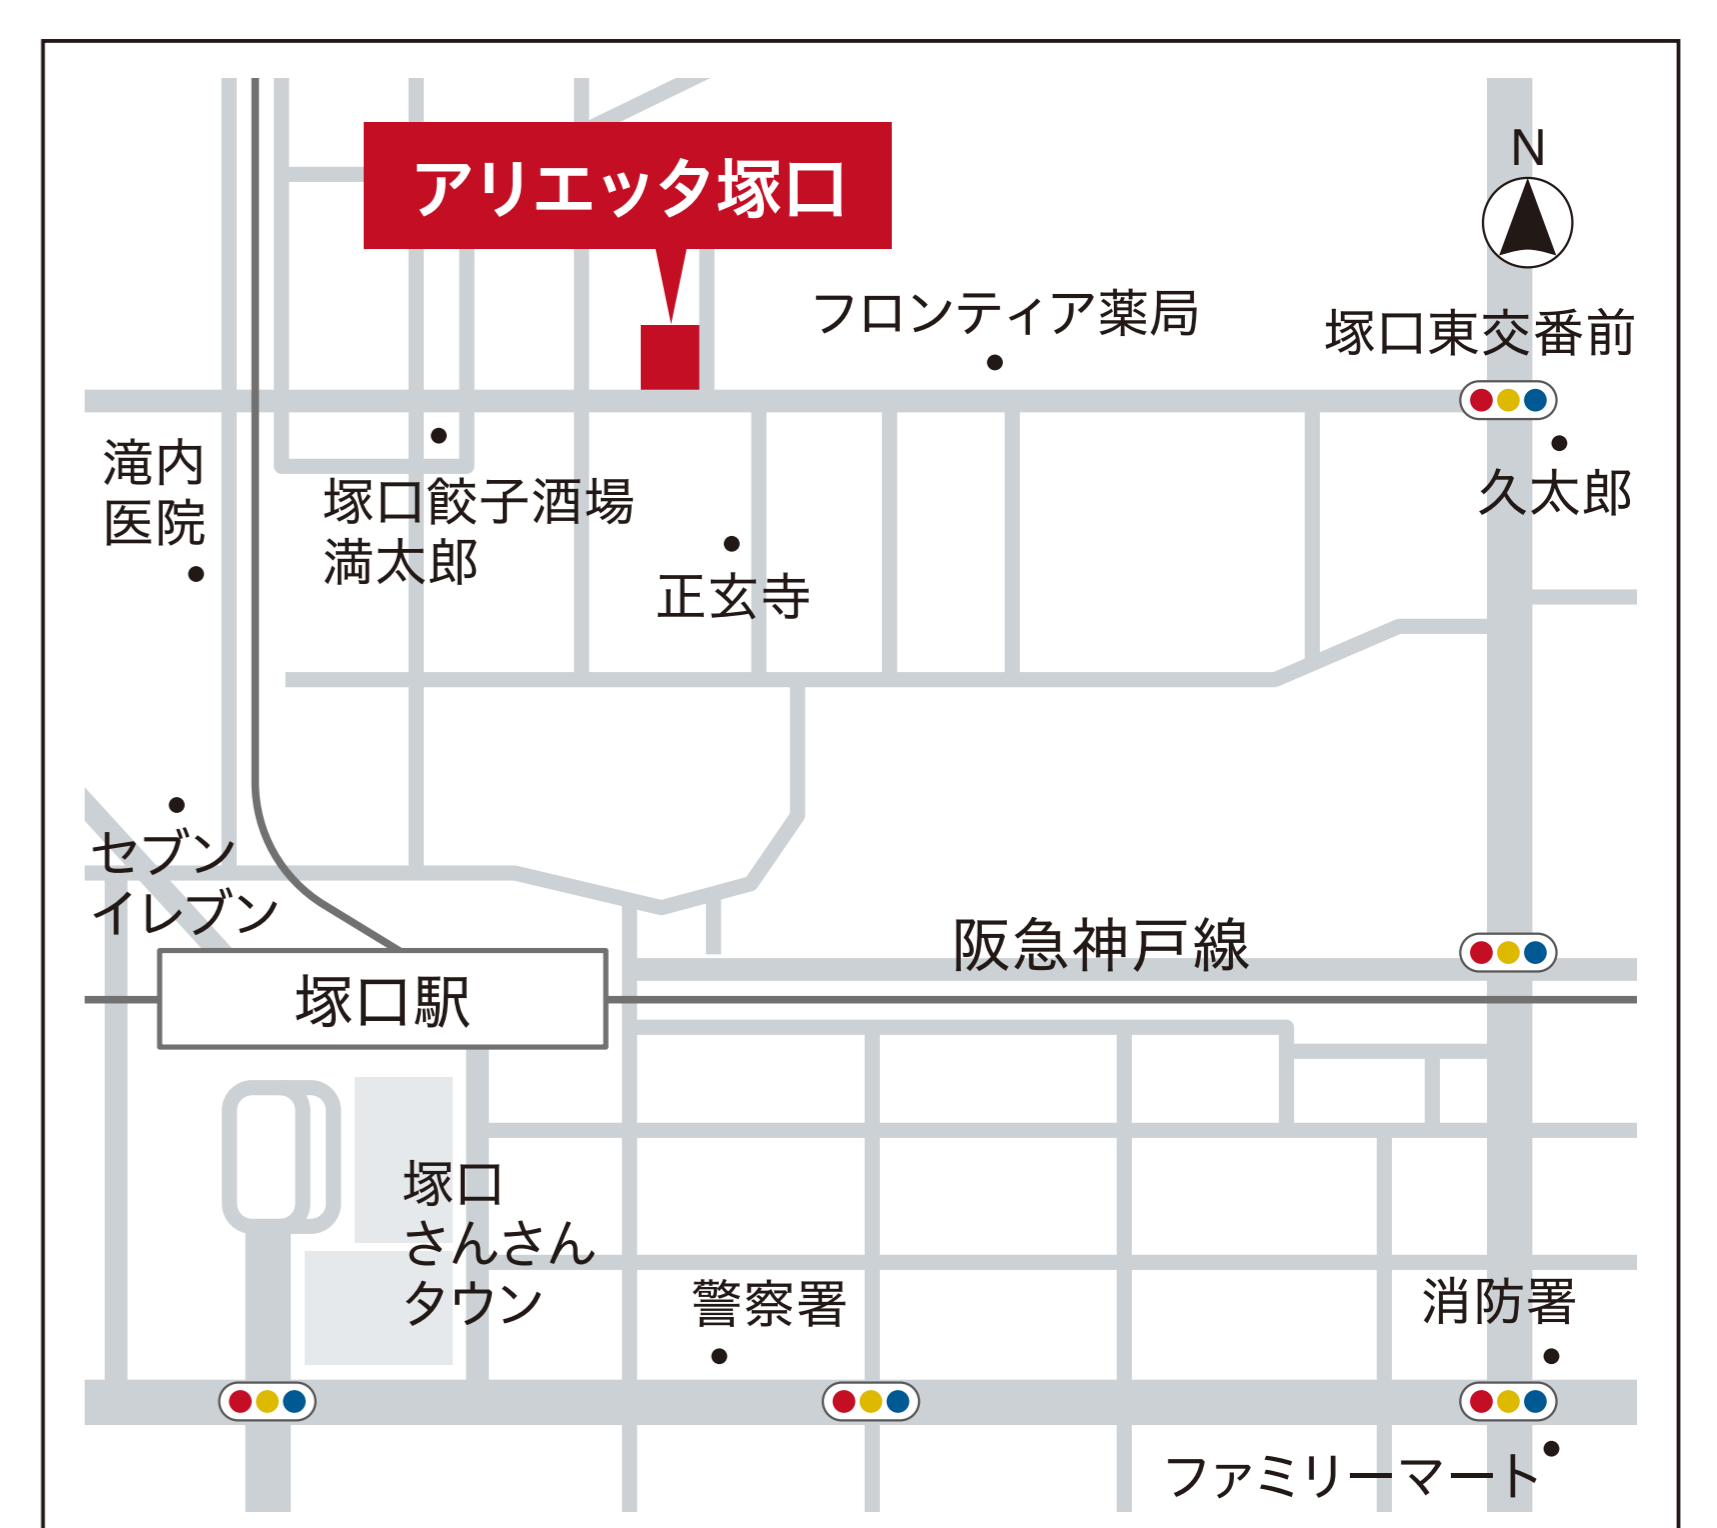 アリエッタ塚口
N
フロンティア薬局
塚口東交番前
滝内
医院
塚口餃子酒場
満太郎
久太郎
正玄寺
セブン
イレブン
阪急神戸線
塚口駅
塚口
さんさん
タウン
警察署
消防署
ファミリーマート